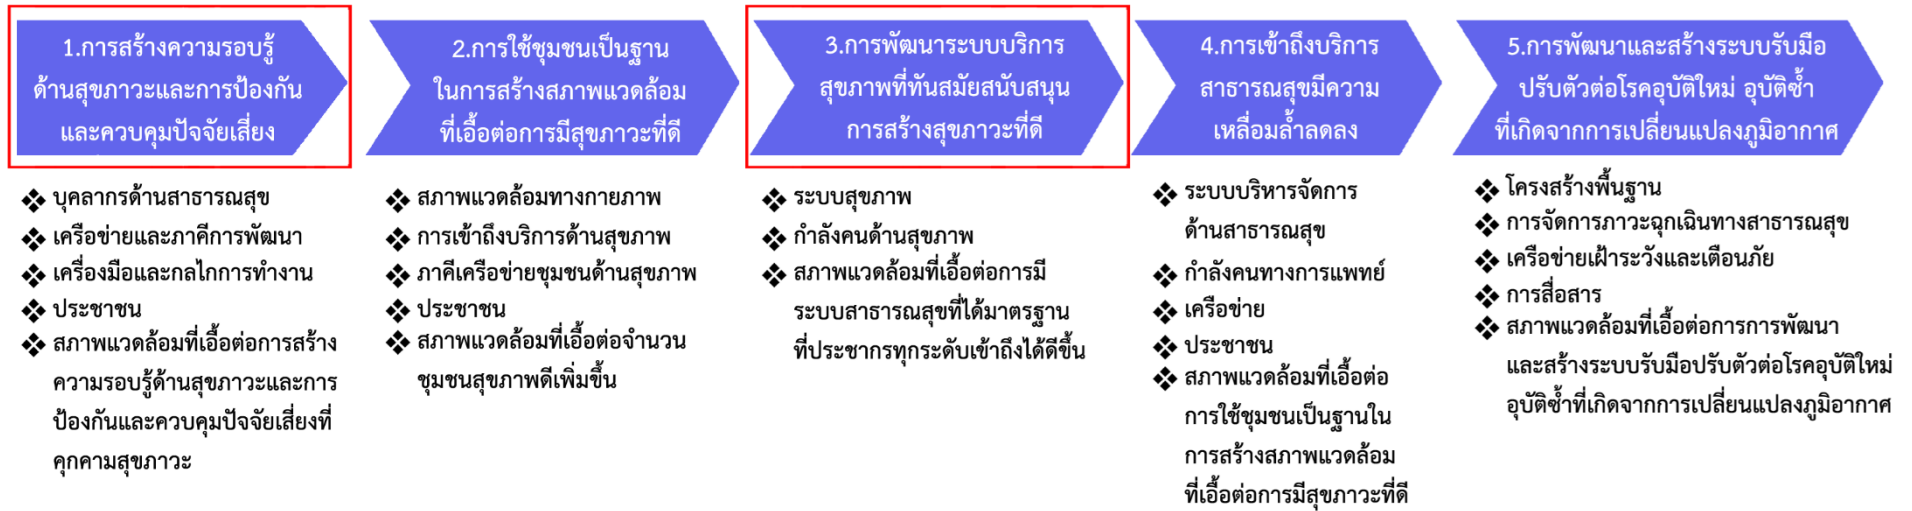 1.การสร้างความรอบรู้
ด้านสุขภาวะและการป้องกัน
และควบคุมปัจจัยเสี่ยง
❖ บุคลากรด้านสาธารณสุข
❖ เครือข่ายและภาคีการพัฒนา
❖ เครื่องมือและกลไกการทำงาน
❖ ประชาชน
❖ สภาพแวดล้อมที่เอื้อต่อการสร้าง
ความรอบรู้ด้านสุขภาวะและการ
ป้องกันและควบคุมปัจจัยเสี่ยงที่
คุกคามสุขภาวะ
2.การใช้ชุมชนเป็นฐาน
ในการสร้างสภาพแวดล้อม
ที่เอื้อต่อการมีสุขภาวะที่ดี
❖ สภาพแวดล้อมทางกายภาพ
❖ การเข้าถึงบริการด้านสุขภาพ
❖ ภาคีเครือข่ายชุมชนด้านสุขภาพ
❖ ประชาชน
❖ สภาพแวดล้อมที่เอื้อต่อจำนวน
ชุมชนสุขภาพดีเพิ่มขึ้น
3.การพัฒนาระบบบริการ
สุขภาพที่ทันสมัยสนับสนุน
การสร้างสุขภาวะที่ดี
❖ ระบบสุขภาพ
❖ กำลังคนด้านสุขภาพ
❖ สภาพแวดล้อมที่เอื้อต่อการมี
ระบบสาธารณสุขที่ได้มาตรฐาน
ที่ประชากรทุกระดับเข้าถึงได้ดีขึ้น
4.การเข้าถึงบริการ
สาธารณสุขมีความ
เหลื่อมล้ำลดลง
❖ ระบบบริหารจัดการ
ด้านสาธารณสุข
❖ กำลังคนทางการแพทย์
❖ เครือข่าย
❖ ประชาชน
❖ สภาพแวดล้อมที่เอื้อต่อ
การใช้ชุมชนเป็นฐานใน
การสร้างสภาพแวดล้อม
ที่เอื้อต่อการมีสุขภาวะที่ดี
5.การพัฒนาและสร้างระบบรับมือ
ปรับตัวต่อโรคอุบัติใหม่ อุบัติซ้ำ
ที่เกิดจากการเปลี่ยนแปลงภูมิอากาศ
❖ โครงสร้างพื้นฐาน
❖ การจัดการภาวะฉุกเฉินทางสาธารณสุข
❖ เครือข่ายเฝ้าระวังและเตือนภัย
❖ การสื่อสาร
❖ สภาพแวดล้อมที่เอื้อต่อการการพัฒนา
และสร้างระบบรับมือปรับตัวต่อโรคอุบัติใหม่
อุบัติซ้ำที่เกิดจากการเปลี่ยนแปลงภูมิอากาศ